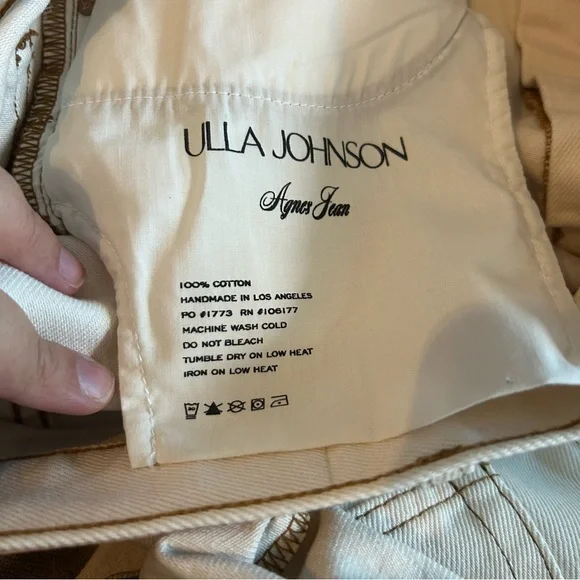 ULLA JOHNSON
Agnes Jean
100% COTTON
HANDMADE IN LOS ANGELES
PO #1773 RN #106177
MACHINE WASH COLD
DO NOT BLEACH
TUMBLE DRY ON LOW HEAT
IRON ON LOW HEAT
30